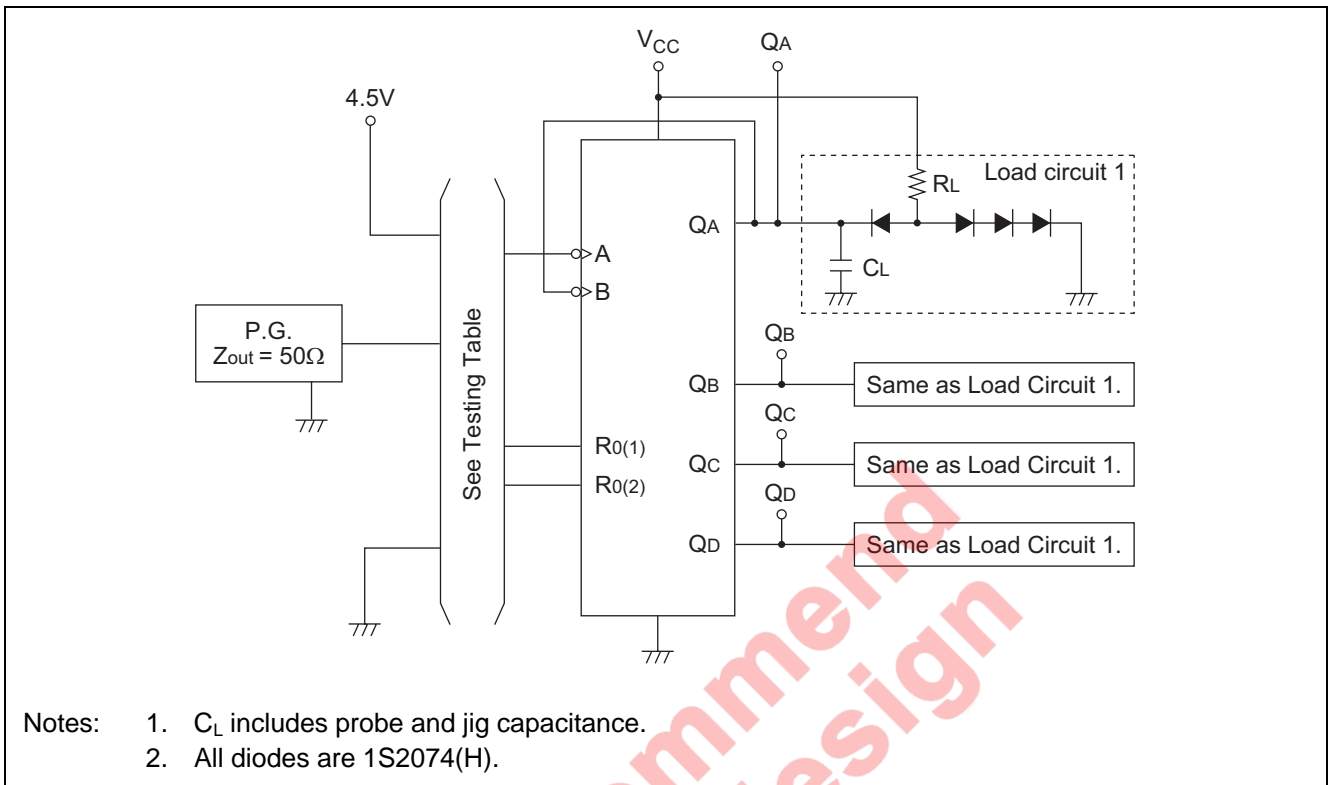 VCC
QA
4.5V
Load circuit 1
RL
QA
A
CL
B
P.G.
Zout = 50Ω
See Testing Table
QB
QB
Same as Load Circuit 1.
QC
R0(1)
QC
Same as Load Circuit 1.
R0(2)
QD
QD
Same as Load Circuit 1.
Notes: 1. CL includes probe and jig capacitance.
2. All diodes are 1S2074(H).